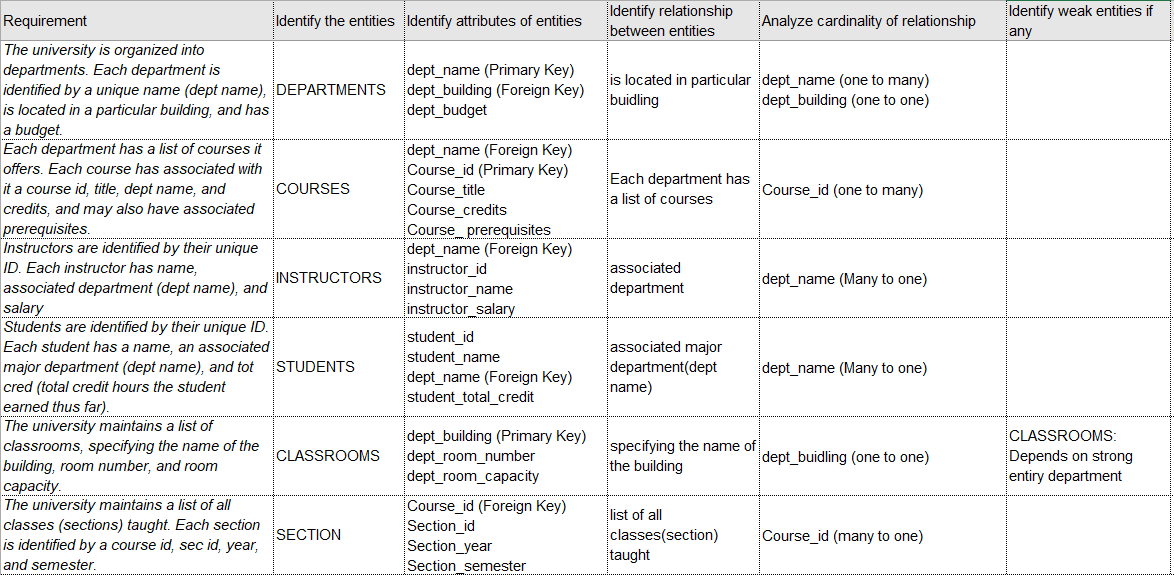 Requirement
Identify the entities
Identify attributes of entities
Identify relationship
between entities
Analyze cardinality of relationship
Identify weak entities if
any
The university is organized into
departments. Each department is
identified by a unique name (dept name),
is located in a particular building, and has
a budget.
DEPARTMENTS
dept_name (Primary Key)
dept_building (Foreign Key)
dept_budget
is located in particular
buidling
dept_name (one to many)
dept_building (one to one)
Each department has a list of courses it
offers. Each course has associated with
it a course id, title, dept name, and
credits, and may also have associated
prerequisites.
COURSES
dept_name (Foreign Key)
Course_id (Primary Key)
Course_title
Course_credits
Course_ prerequisites
Each department has
a list of courses
Course_id (one to many)
Instructors are identified by their unique
ID. Each instructor has name,
associated department (dept name), and
salary
INSTRUCTORS
dept_name (Foreign Key)
instructor_id
instructor_name
instructor_salary
associated
department
dept_name (Many to one)
Students are identified by their unique ID.
Each student has a name, an associated
major department (dept name), and tot
cred (total credit hours the student
earned thus far).
STUDENTS
student_id
student_name
dept_name (Foreign Key)
student_total_credit
associated major
department(dept
name)
dept_name (Many to one)
The university maintains a list of
classrooms, specifying the name of the
building, room number, and room
capacity.
CLASSROOMS
dept_building (Primary Key)
dept_room_number
dept_room_capacity
specifying the name of
the building
dept_buidling (one to one)
CLASSROOMS:
Depends on strong
entiry department
The university maintains a list of all
classes (sections) taught. Each section
is identified by a course id, sec id, year,
and semester.
SECTION
Course_id (Foreign Key)
Section_id
Section_year
Section_semester
list of all
classes(section)
taught
Course_id (many to one)